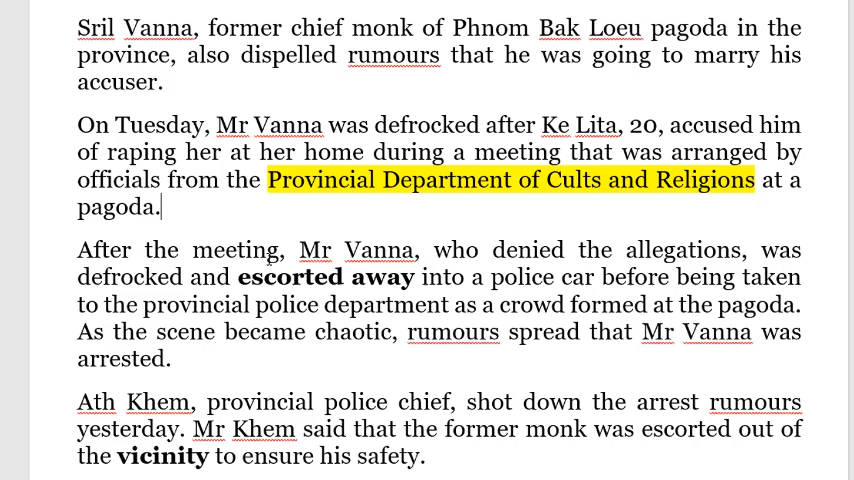 Sril Vanna, former chief monk of Phnom Bak Loeu pagoda in the
province, also dispelled rumours that he was going to marry his
accuser.
On Tuesday, Mr Vanna was defrocked after Ke Lita, 20, accused him
of raping her at her home during a meeting that was arranged by
officials from the Provincial Department of Cults and Religions at a
pagoda.
After the meeting, Mr Vanna, who denied the allegations, was
defrocked and escorted away into a police car before being taken
to the provincial police department as a crowd formed at the pagoda.
As the scene became chaotic, rumours spread that Mr Vanna was
arrested.
Ath Khem, provincial police chief, shot down the arrest rumours
yesterday. Mr Khem said that the former monk was escorted out of
the vicinity to ensure his safety.